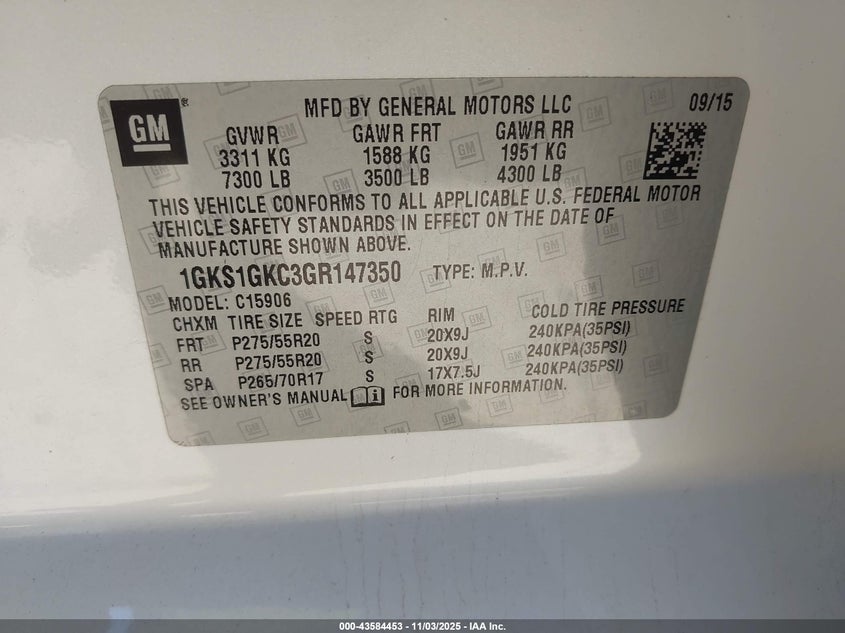 GM
®
MFD BY GENERAL MOTORS LLC 09/15
GVWR GAWR FRT GAWR RR
3311 KG 1588 KG 1951 KG
7300 LB 3500 LB 4300 LB
THIS VEHICLE CONFORMS TO ALL APPLICABLE U.S. FEDERAL MOTOR
VEHICLE SAFETY STANDARDS IN EFFECT ON THE DATE OF
MANUFACTURE SHOWN ABOVE.
1GKS1GKC3GR147350 TYPE: M.P.V.
MODEL: C15906
CHXM TIRE SIZE SPEED RTG RIM COLD TIRE PRESSURE
FRT P275/55R20 S 20X9J 240KPA(35PSI)
RR P275/55R20 S 20X9J 240KPA(35PSI)
SPA P265/70R17 S 17X7.5J 240KPA(35PSI)
SEE OWNER'S MANUAL FOR MORE INFORMATION.
000-43584453 - 11/03/2025 - IAA Inc.